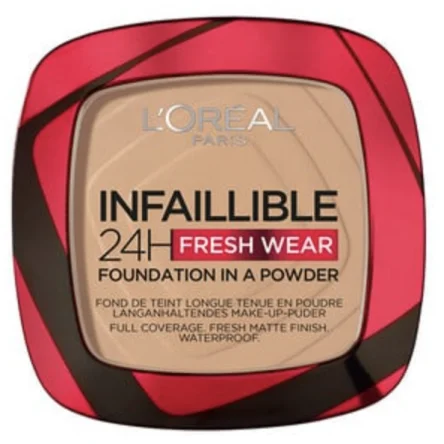 L'ORÉAL
PARIS
INFAILLIBLE
24H FRESH WEAR
FOUNDATION IN A POWDER
FOND DE TEINT LONGUE TENUE EN POUDRE
LANGANHALTENDES MAKE-UP-PUDER
FULL COVERAGE. FRESH MATTE FINISH.
WATERPROOF.